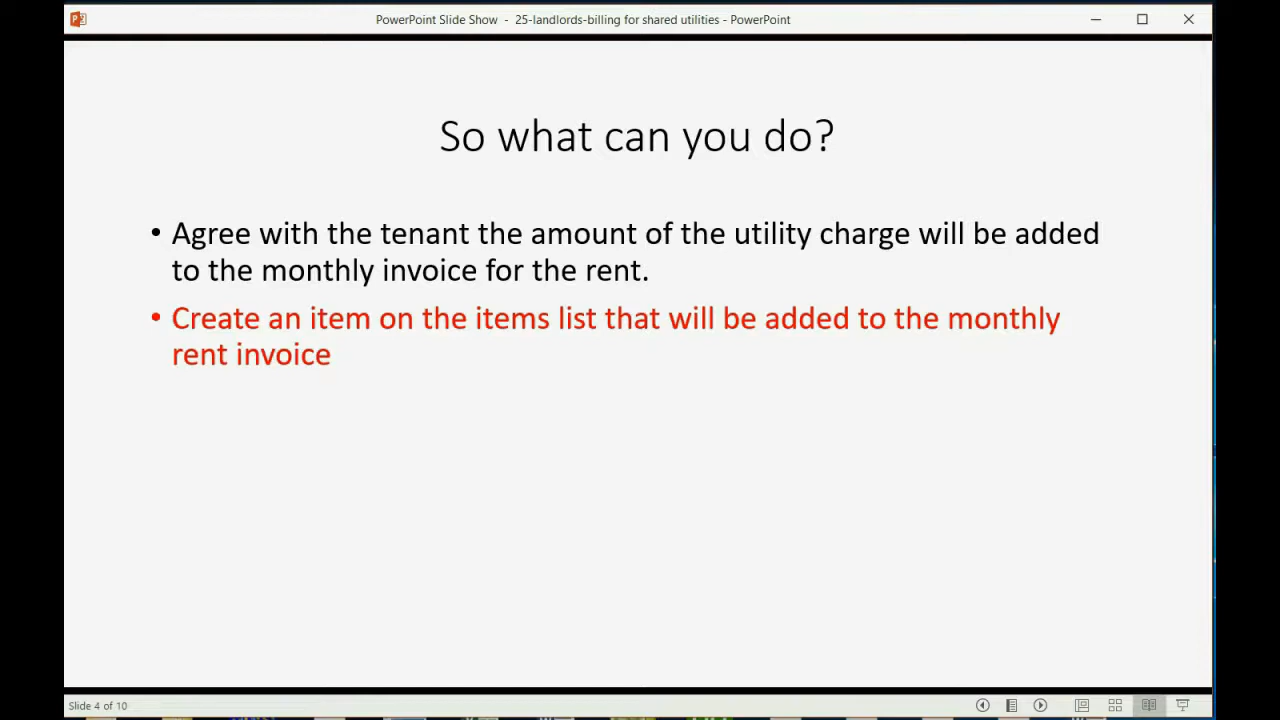 PowerPoint Slide Show - 25-landlords-billing for shared utilities - PowerPoint
So what can you do?
• Agree with the tenant the amount of the utility charge will be added
to the monthly invoice for the rent.
• Create an item on the items list that will be added to the monthly
rent invoice
Slide 4 of 10